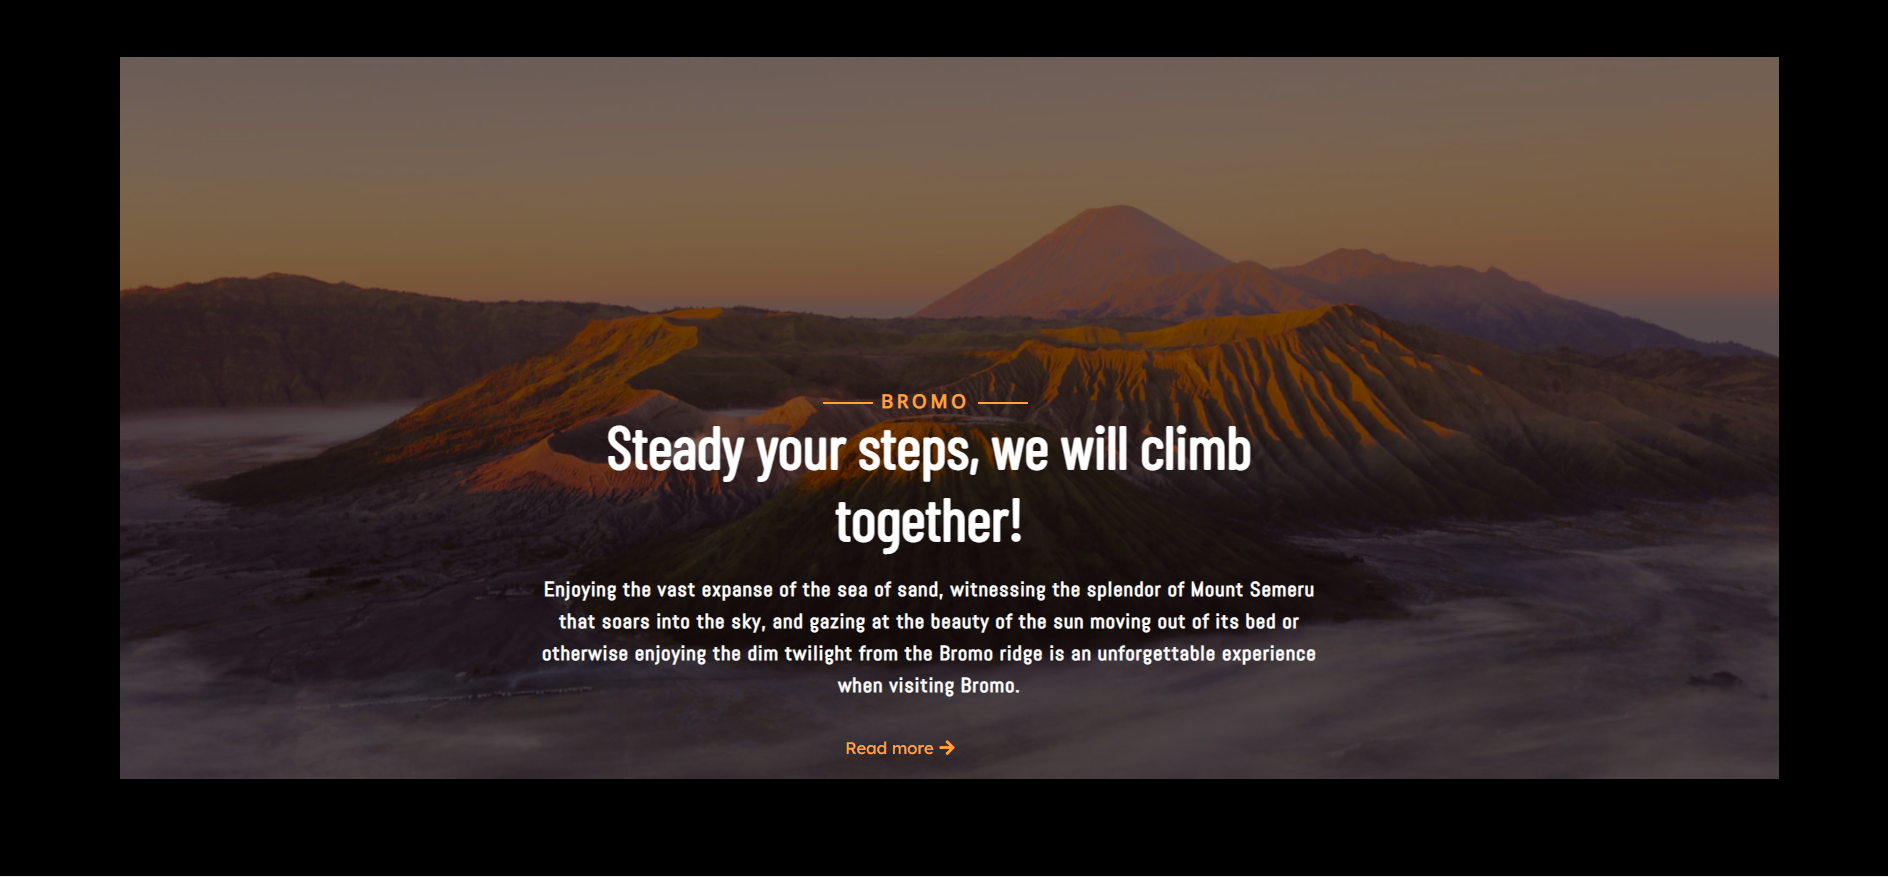 BROMO
Steady your steps, we will climb
together!
Enjoying the vast expanse of the sea of sand, witnessing the splendor of Mount Semeru
that soars into the sky, and gazing at the beauty of the sun moving out of its bed or
otherwise enjoying the dim twilight from the Bromo ridge is an unforgettable experience
when visiting Bromo.
Read more →